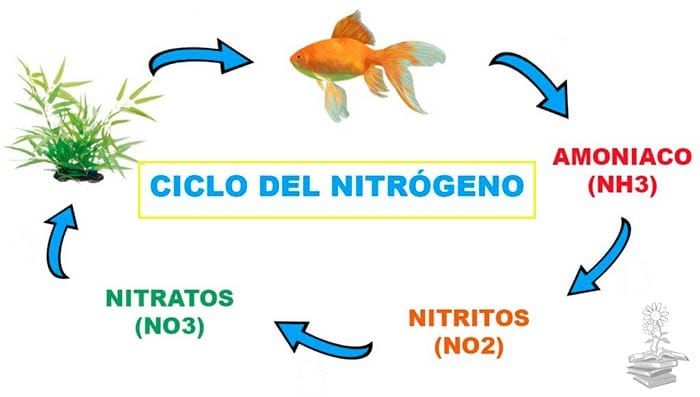 CICLO DEL NITRÓGENO
AMONIACO
(NH3)
NITRITOS
(NO2)
NITRATOS
(NO3)